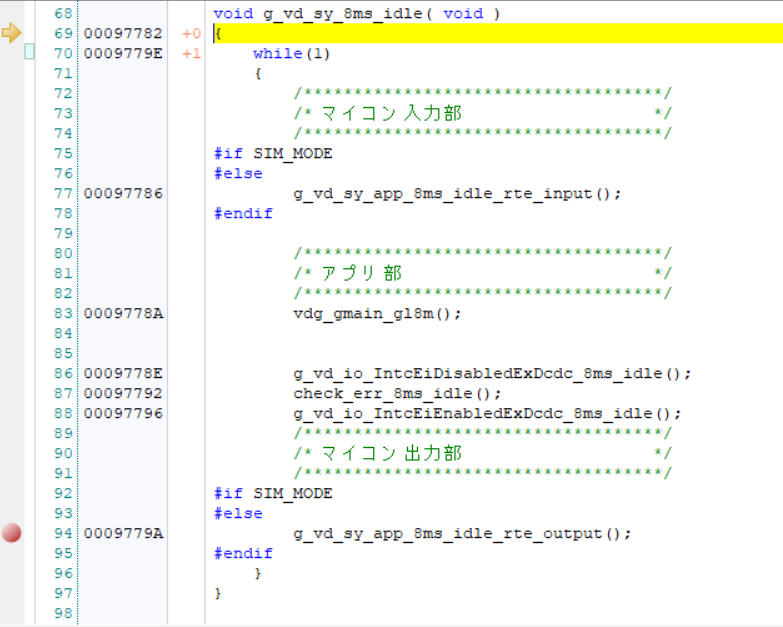 68 void g_vd_sy_8ms_idle( void )
69 00097782 +0 {
70 0009779E +1 while(1)
71 {
72 /************************************/
73 /* マイコン 入力部 */
74 /************************************/
75 #if SIM_MODE
76 #else
77 00097786 g_vd_sy_app_8ms_idle_rte_input();
78 #endif
79
80 /************************************/
81 /* アプリ 部 */
82 /************************************/
83 0009778A vdg_gmain_gl8m();
84
85
86 0009778E g_vd_io_IntcEiDisabledExDcdc_8ms_idle();
87 00097792 check_err_8ms_idle();
88 00097796 g_vd_io_IntcEiEnabledExDcdc_8ms_idle();
89 /************************************/
90 /* マイコン 出力部 */
91 /************************************/
92 #if SIM_MODE
93 #else
94 0009779A g_vd_sy_app_8ms_idle_rte_output();
95 #endif
96 }
97 }
98